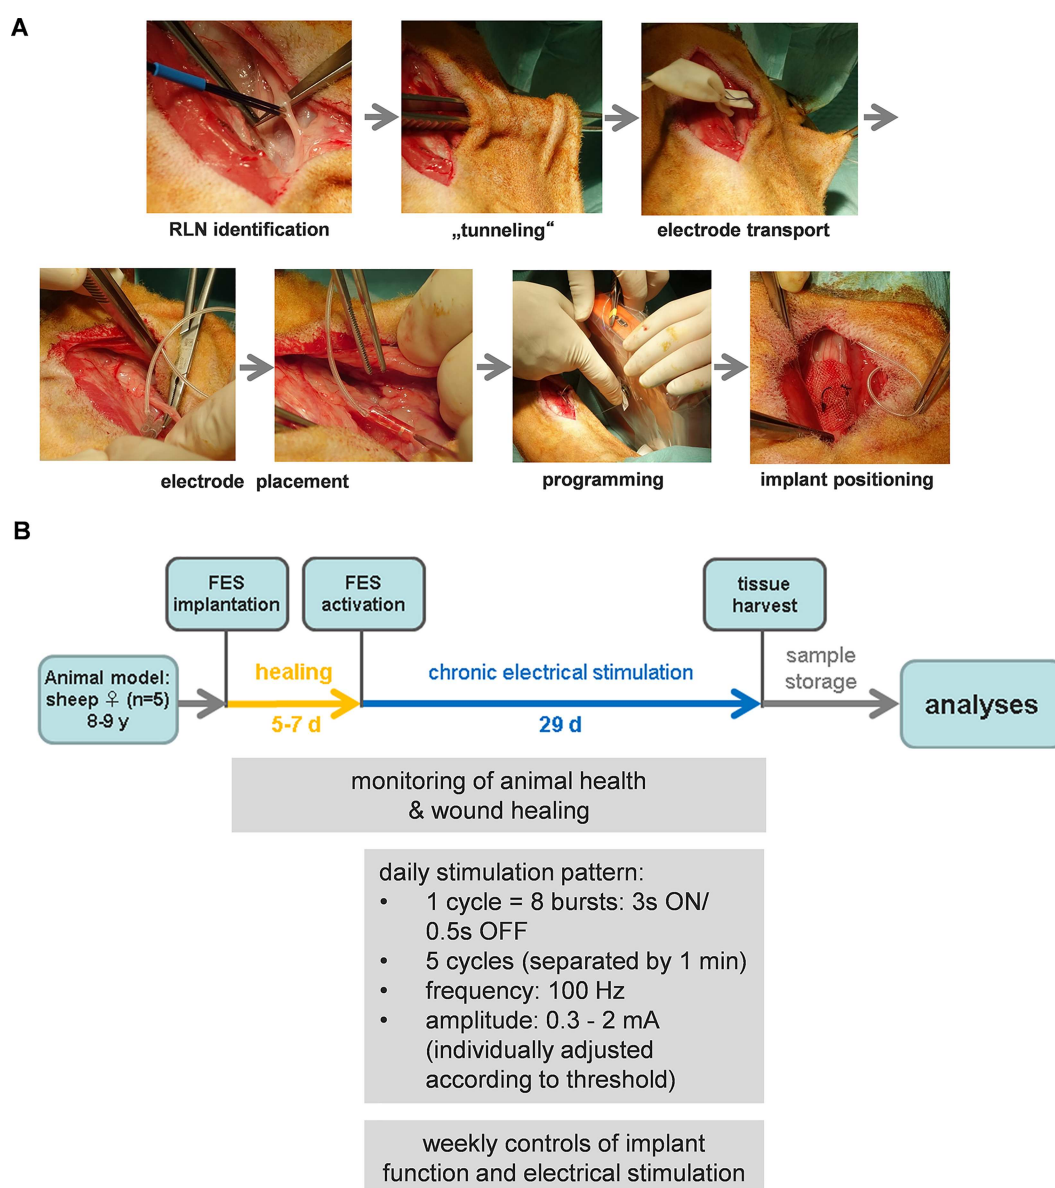 A
RLN identification
„tunneling“
electrode transport
electrode placement
programming
implant positioning
B
FES
implantation
FES
activation
tissue
harvest
Animal model:
sheep ♀ (n=5)
8-9 y
healing
5-7 d
chronic electrical stimulation
29 d
sample
storage
analyses
monitoring of animal health
& wound healing
daily stimulation pattern:
• 1 cycle = 8 bursts: 3s ON/
0.5s OFF
• 5 cycles (separated by 1 min)
• frequency: 100 Hz
• amplitude: 0.3 - 2 mA
(individually adjusted
according to threshold)
weekly controls of implant
function and electrical stimulation